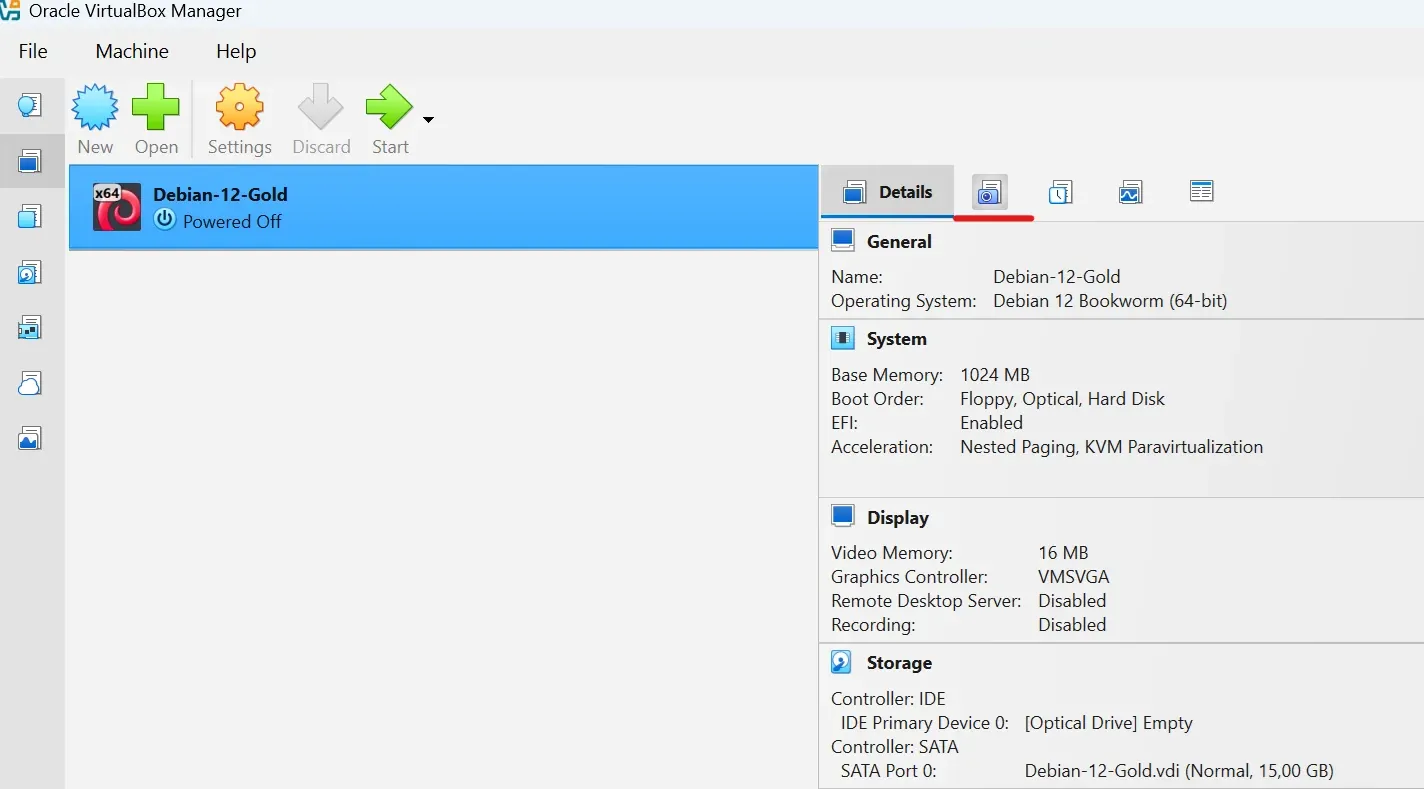 Oracle VirtualBox Manager
File Machine Help
New Open Settings Discard Start
x64
Debian-12-Gold
Powered Off
Details
General
Name: Debian-12-Gold
Operating System: Debian 12 Bookworm (64-bit)
System
Base Memory: 1024 MB
Boot Order: Floppy, Optical, Hard Disk
EFI: Enabled
Acceleration: Nested Paging, KVM Paravirtualization
Display
Video Memory: 16 MB
Graphics Controller: VMSVGA
Remote Desktop Server: Disabled
Recording: Disabled
Storage
Controller: IDE
IDE Primary Device 0: [Optical Drive] Empty
Controller: SATA
SATA Port 0: Debian-12-Gold.vdi (Normal, 15,00 GB)